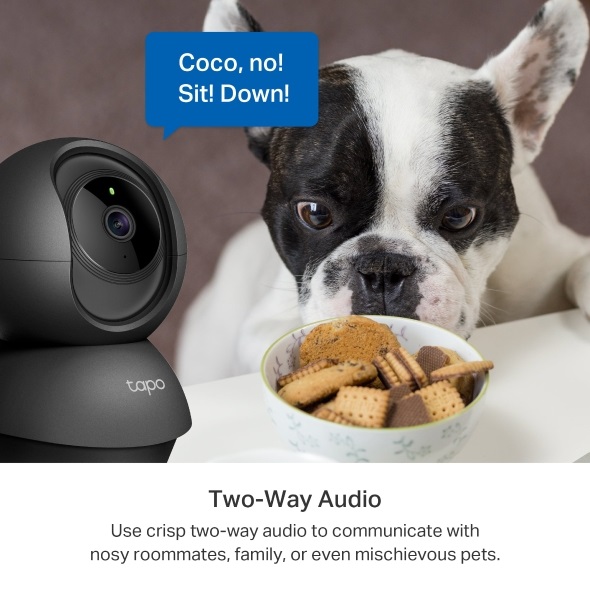 Coco, no!
Sit! Down!
tapo
Two-Way Audio
Use crisp two-way audio to communicate with
nosy roommates, family, or even mischievous pets.